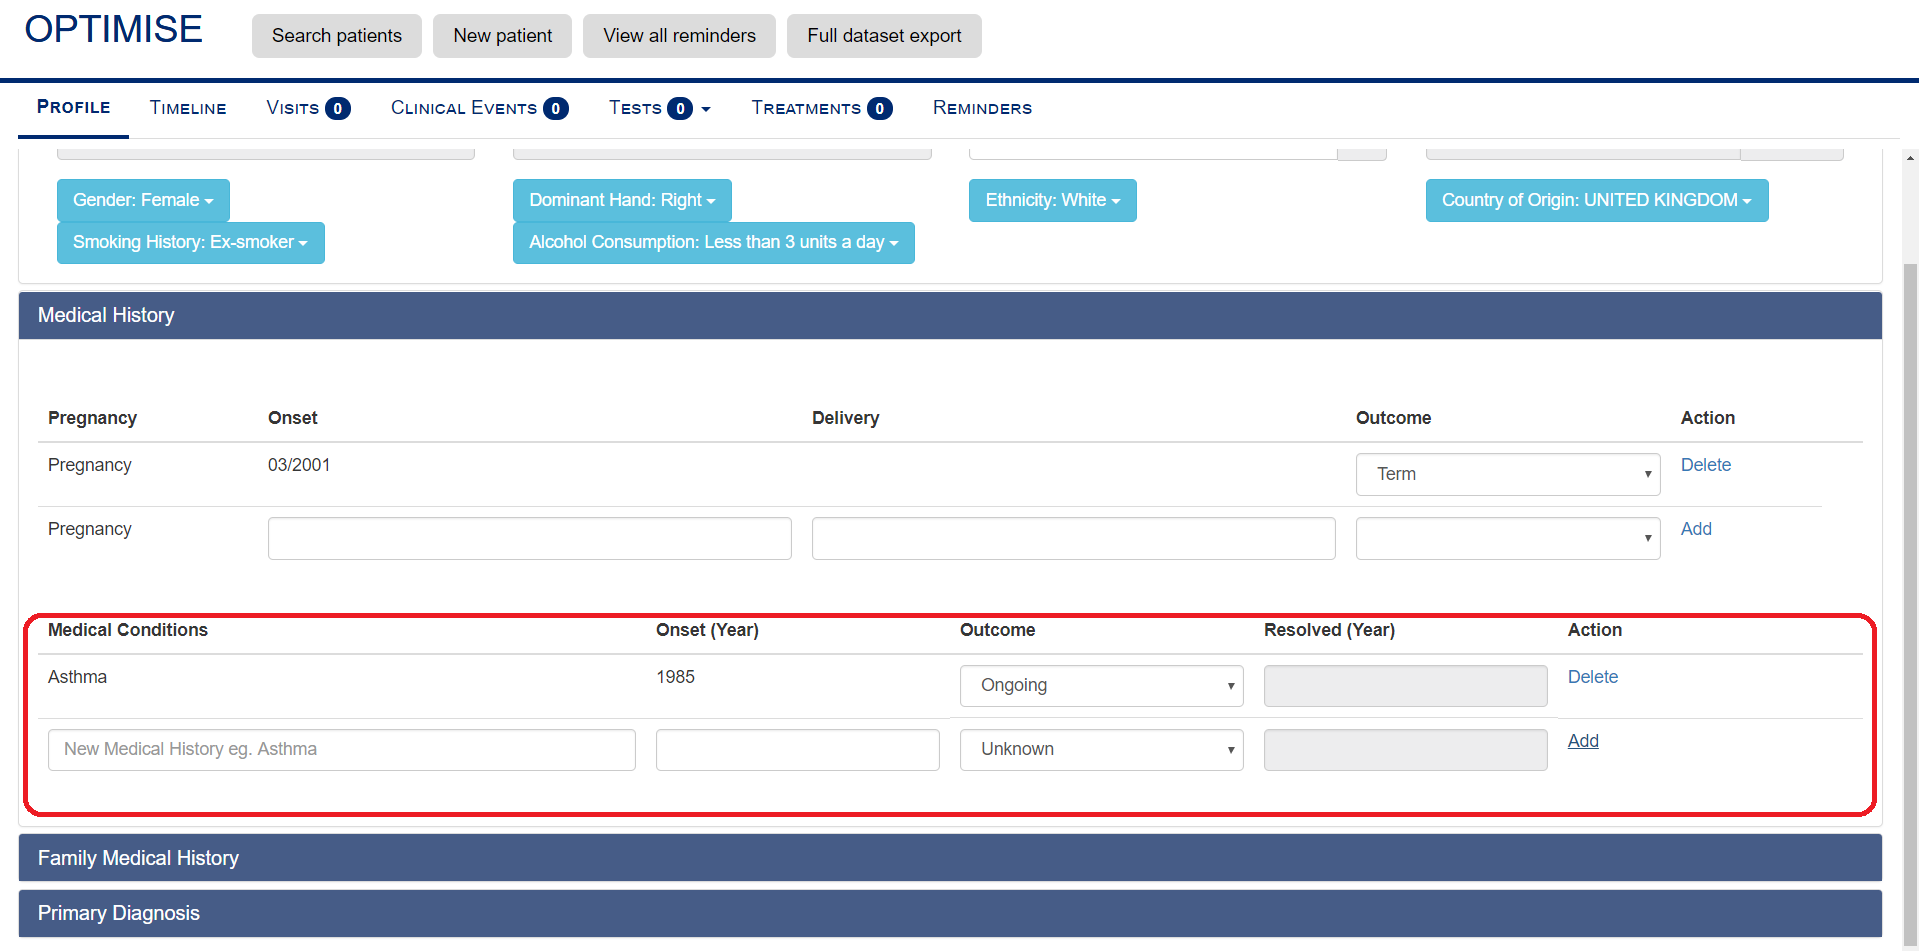 OPTIMISE Search patients New patient View all reminders Full dataset export
Profile Timeline Visits 0 Clinical Events 0 Tests 0 Treatments 0 Reminders
Gender: Female Dominant Hand: Right Ethnicity: White Country of Origin: UNITED KINGDOM
Smoking History: Ex-smoker Alcohol Consumption: Less than 3 units a day
Medical History
Pregnancy Onset Delivery Outcome Action
Pregnancy 03/2001 Term Delete
Pregnancy Add
Medical Conditions Onset (Year) Outcome Resolved (Year) Action
Asthma 1985 Ongoing Delete
New Medical History eg. Asthma Unknown Add
Family Medical History
Primary Diagnosis